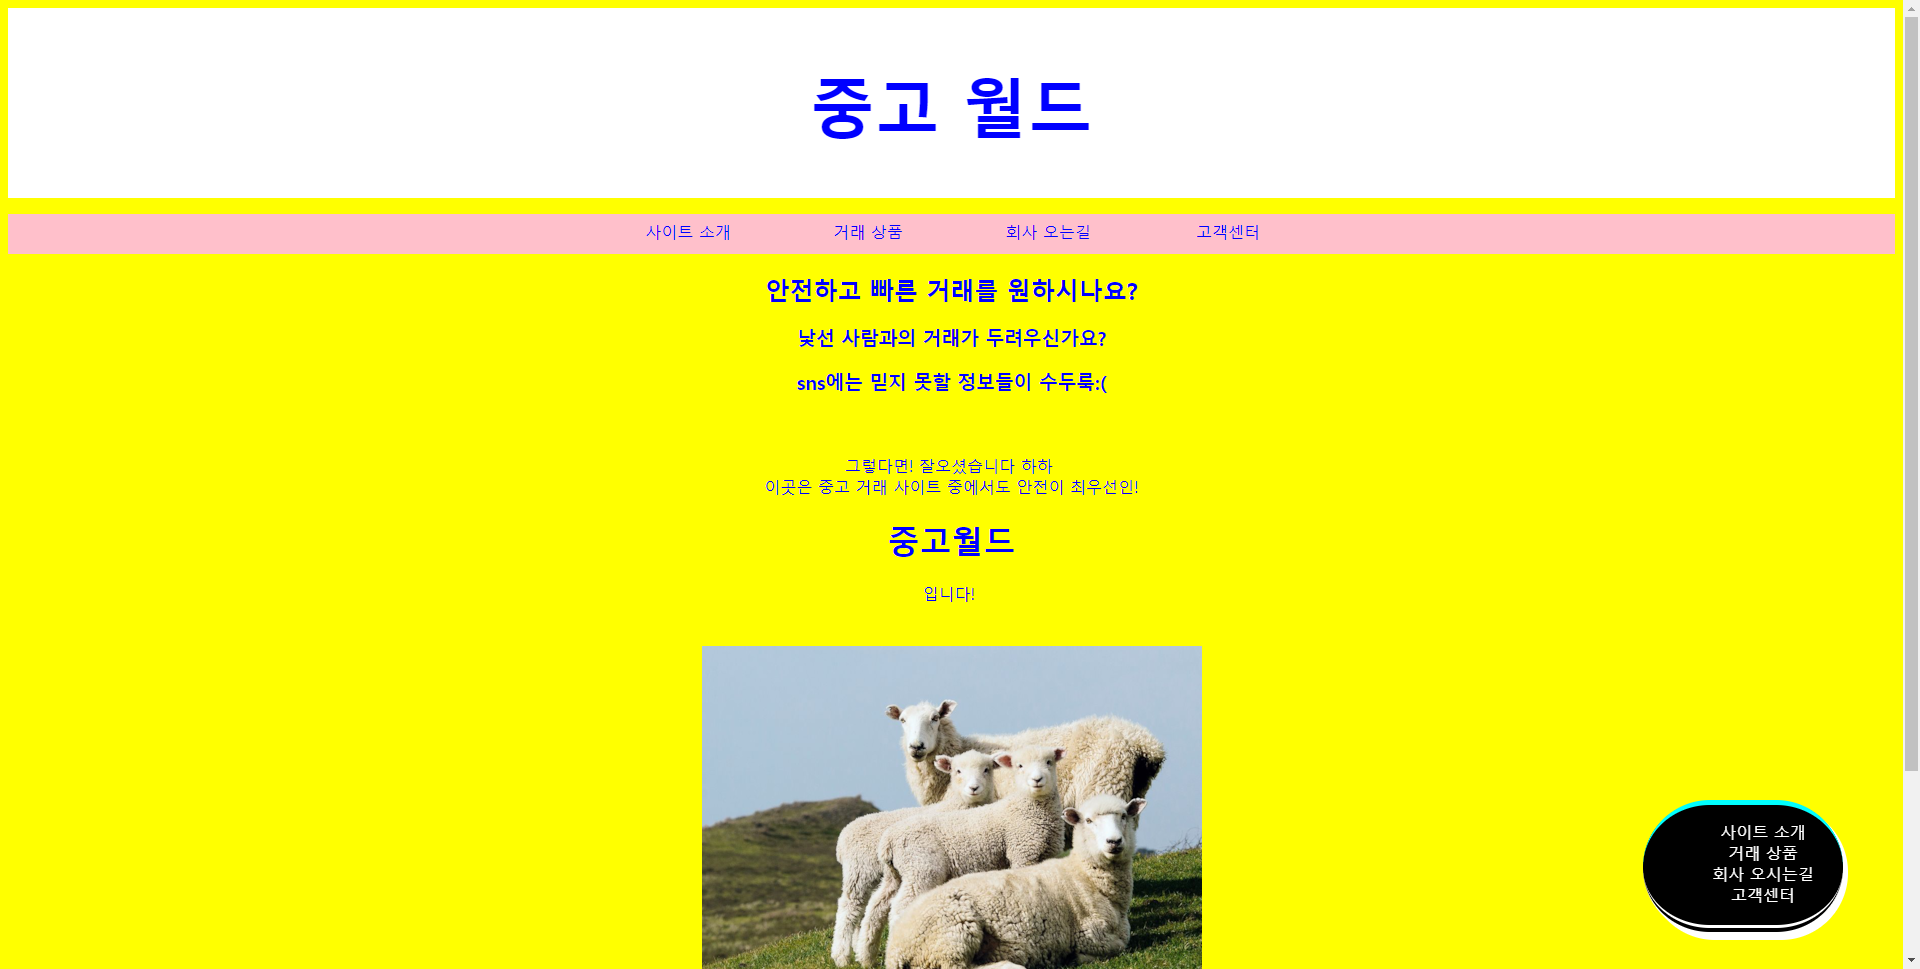 중고 월드
사이트 소개 거래 상품 회사 오는길 고객센터
안전하고 빠른 거래를 원하시나요?
낯선 사람과의 거래가 두려우신가요?
sns에는 믿지 못할 정보들이 수두룩:(
그렇다면! 잘오셨습니다 하하
이곳은 중고 거래 사이트 중에서도 안전이 최우선인!
중고월드
입니다!
사이트 소개
거래 상품
회사 오시는길
고객센터